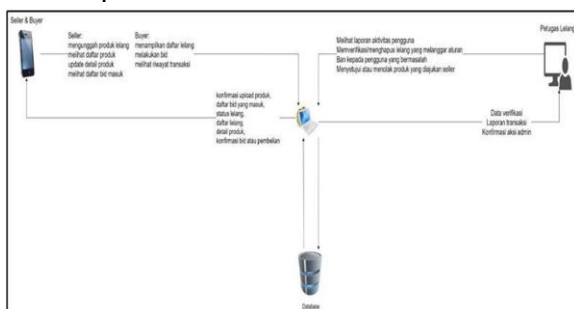 Seller & Buyer
Seller:
mengunggah produk lelang
melihat daftar produk
update detail produk
melihat daftar bid masuk
Buyer:
menampilkan daftar lelang
melakukan bid
melihat riwayat transaksi
Melihat laporan aktivitas pengguna
Memverifikasi/menghapus lelang yang melanggar aturan
Ban kepada pengguna yang bermasalah
Menyetujui atau menolak produk yang diajukan seller
Petugas Lelang
konfirmasi upload produk,
daftar bid yang masuk,
status lelang,
daftar lelang,
detail produk,
konfirmasi bid atau pembelian
Data verifikasi
Laporan transaksi
Konfirmasi aksi admin
Database